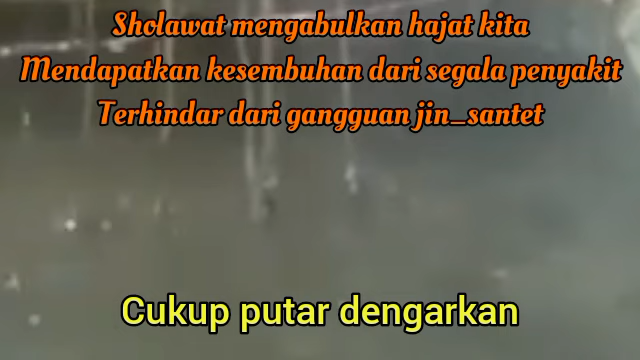 Sholawat mengabulkan hajat kita
Mendapatkan kesembuhan dari segala penyakit
Terhindar dari gangguan jin_santet
Cukup putar dengarkan